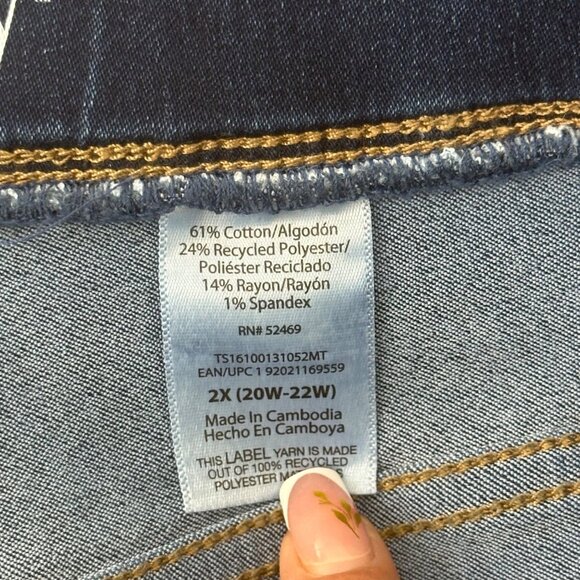 61% Cotton/Algodón
24% Recycled Polyester/
Poliéster Reciclado
14% Rayon/Rayón
1% Spandex
RN# 52469
TS16100131052MT
EAN/UPC 1 92021169559
2X (20W-22W)
Made In Cambodia
Hecho En Camboya
THIS LABEL YARN IS MADE
OUT OF 100% RECYCLED
POLYESTER